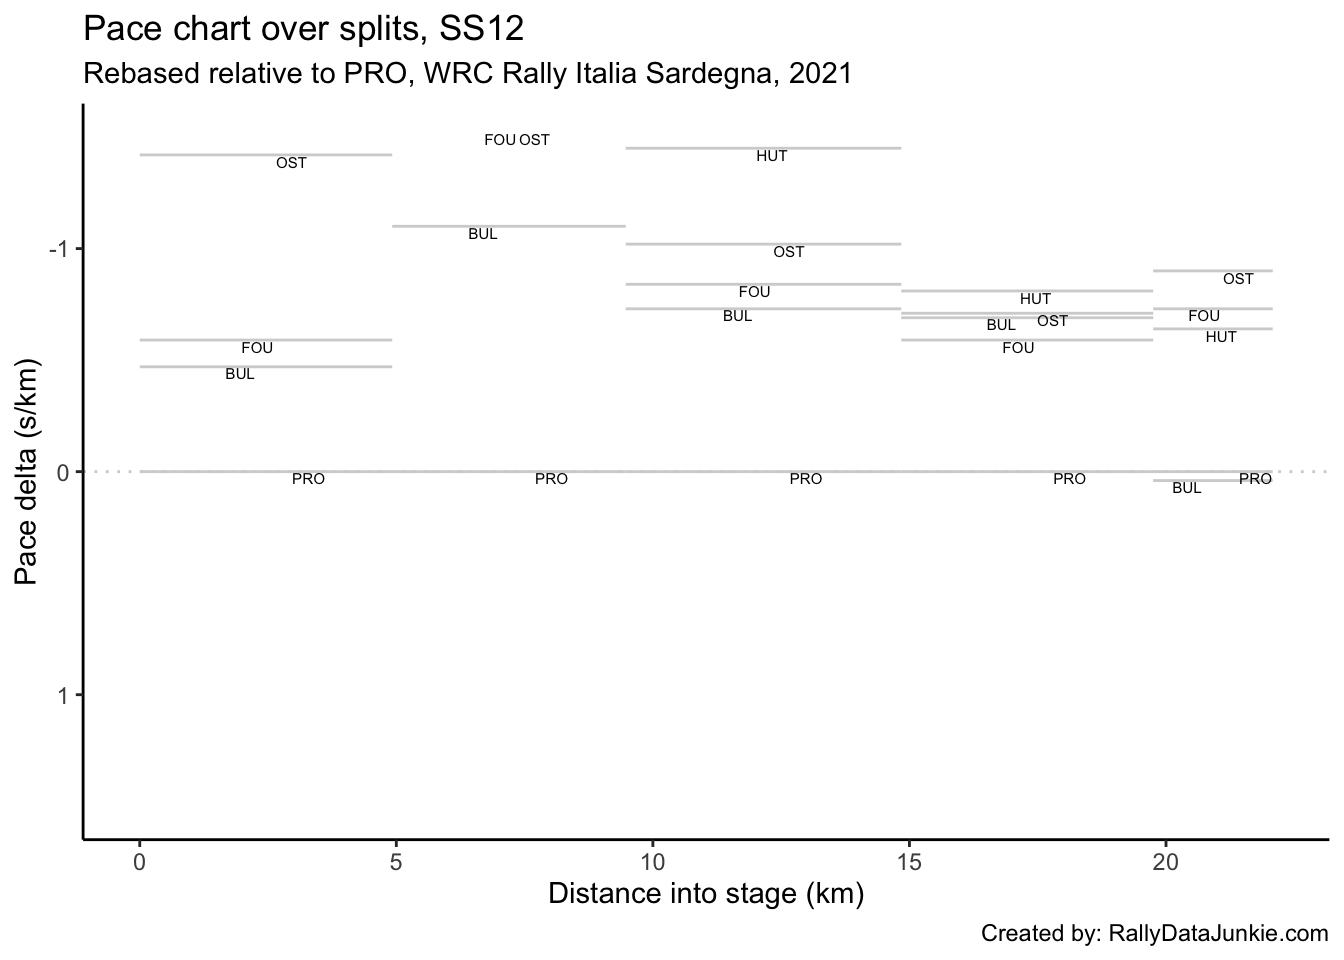 Pace chart over splits, SS12
Rebased relative to PRO, WRC Rally Italia Sardegna, 2021
FOU OST
OST
HUT
BUL
-1
OST
OST
FOU
HUT
BUL
FOU
BUL
OST
HUT
FOU
FOU
BUL
Pace delta (s/km)
0
PRO
PRO
PRO
PRO
PRO
BUL
1
0
5
10
15
20
Distance into stage (km)
Created by: RallyDataJunkie.com